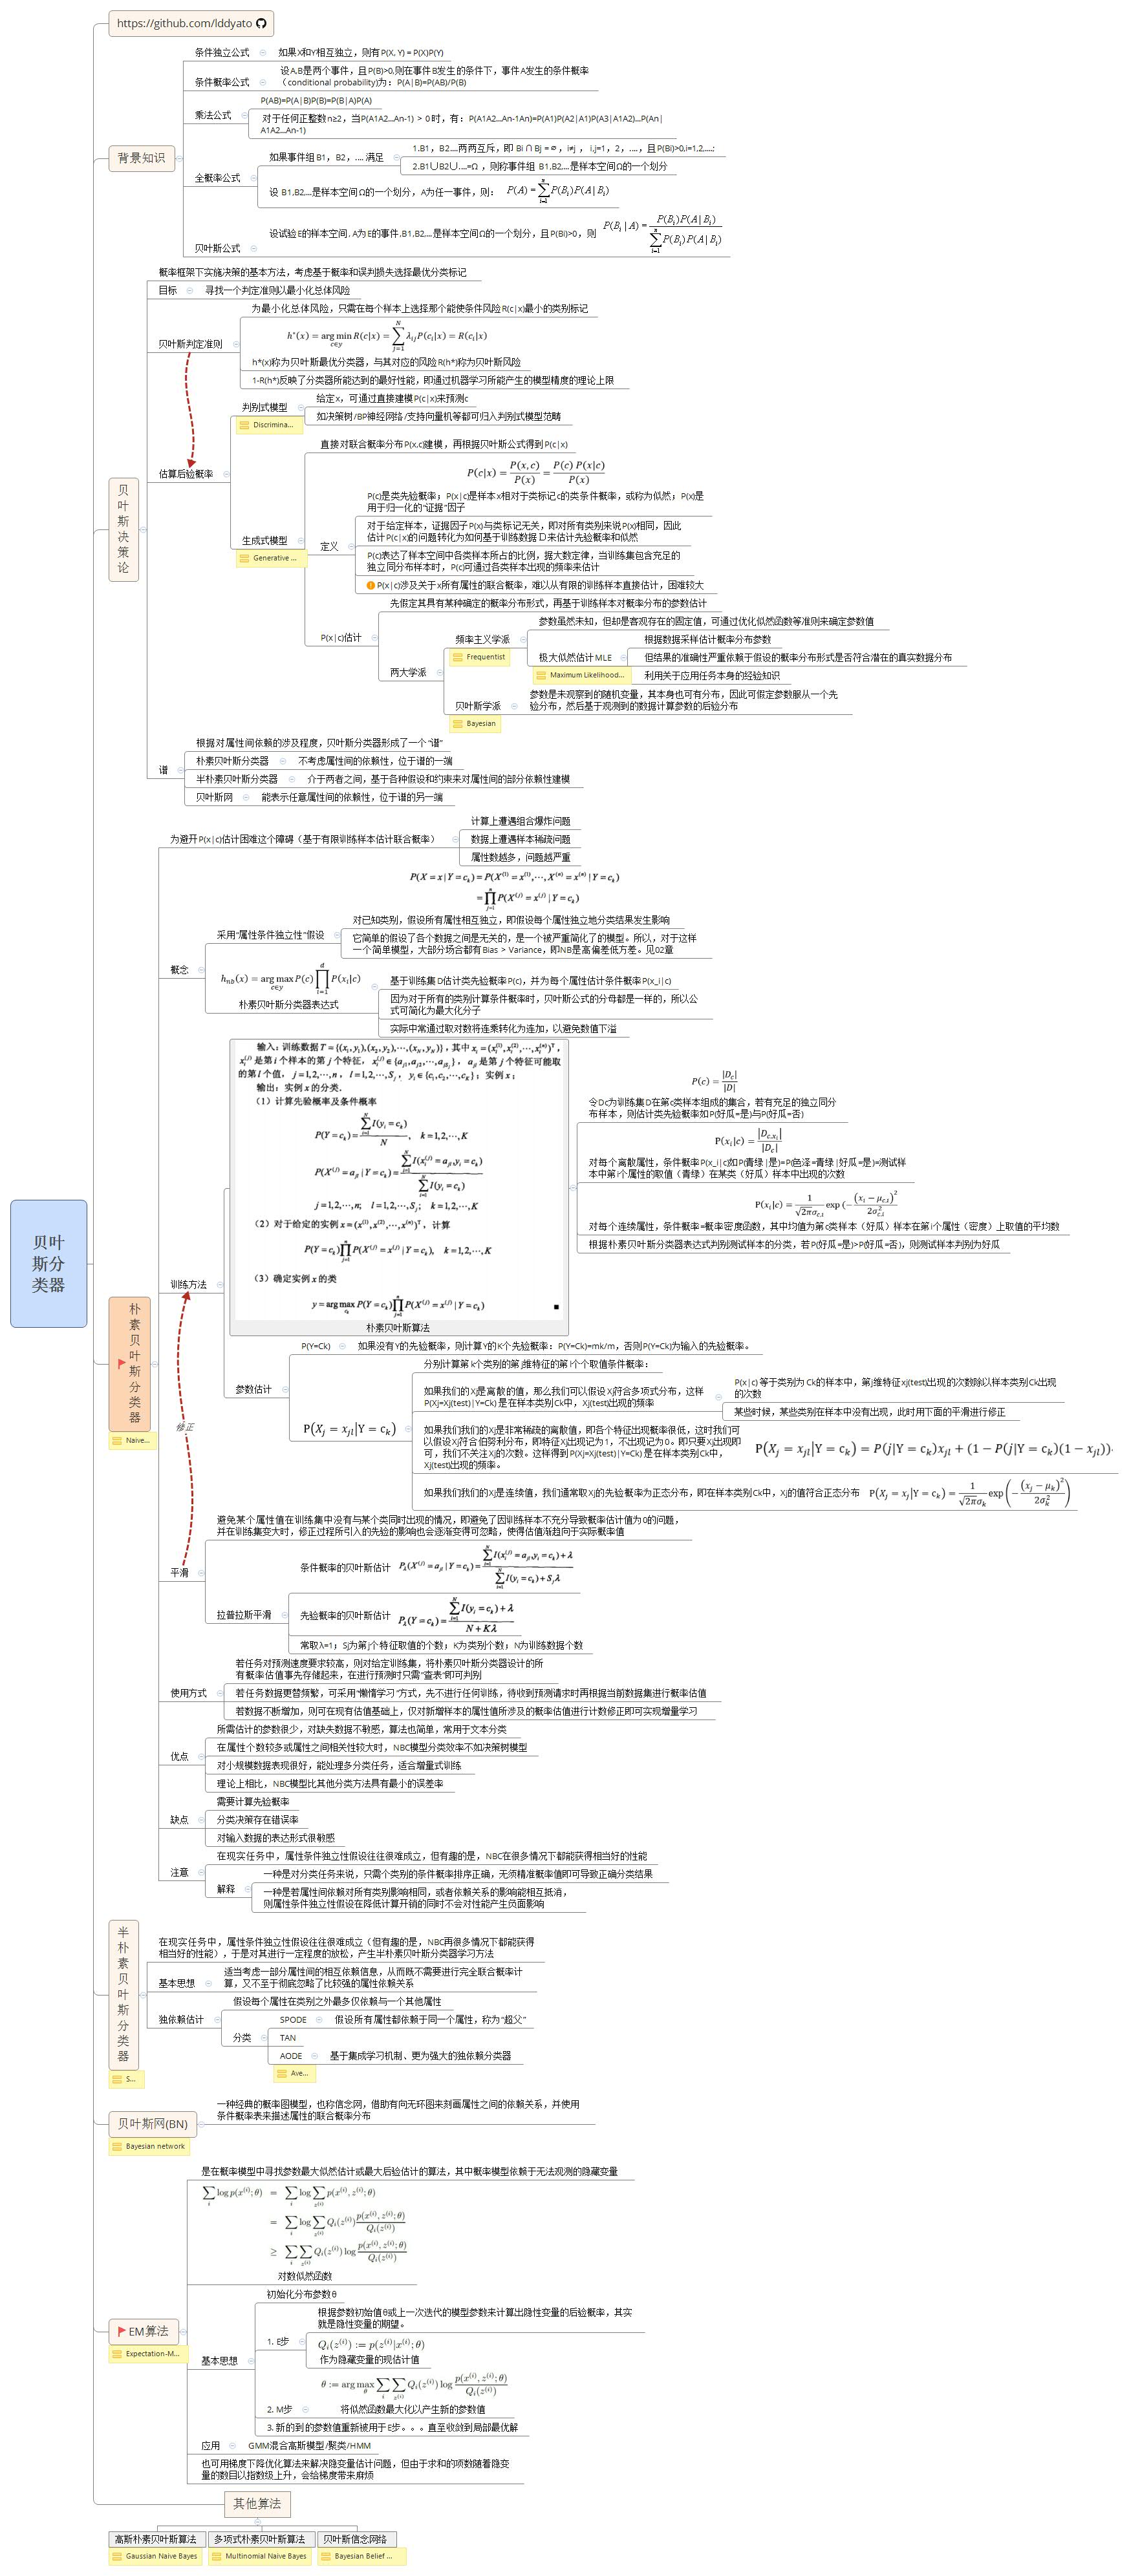 https://github.com/lddyato
背景知识
条件独立公式
如果X和Y相互独立，则有P(X, Y) = P(X)P(Y)
条件概率公式
设A,B是两个事件，且P(B)>0,则在事件B发生的条件下，事件A发生的条件概率
（conditional probability)为：P(A|B)=P(AB)/P(B)
乘法公式
P(AB)=P(A|B)P(B)=P(B|A)P(A)
对于任何正整数n≥2，当P(A1A2...An-1) > 0 时，有：P(A1A2...An-1An)=P(A1)P(A2|A1)P(A3|A1A2)...P(An|
A1A2...An-1)
全概率公式
如果事件组B1，B2，.... 满足
1.B1，B2....两两互斥，即 Bi ∩ Bj = ∅ ，i≠j ， i,j=1，2，....，且P(Bi)>0,i=1,2,....;
2.B1∪B2∪....=Ω ，则称事件组 B1,B2,...是样本空间Ω的一个划分
设 B1,B2,...是样本空间Ω的一个划分，A为任一事件，则：
P(A) = ∑_{i=1}^{n} P(B_i)P(A | B_i)
贝叶斯公式
设试验E的样本空间, A为E的事件,B1,B2,...是样本空间Ω的一个划分，且P(Bi)>0，则
P(B_i | A) = P(B_i)P(A | B_i) / ∑_{i=1}^{n} P(B_i)P(A | B_i)
贝叶斯决策论
概率框架下实施决策的基本方法，考虑基于概率和误判损失选择最优分类标记
目标
寻找一个判定准则以最小化总体风险
贝叶斯判定准则
为最小化总体风险，只需在每个样本上选择那个能使条件风险R(c|x)最小的类别标记
h*(x) = arg min_{c∈y} R(c|x) = ∑_{j=1}^{N} λ_{ij} P(c_i|x) = R(c_i|x)
h*(x)称为贝叶斯最优分类器，与其对应的风险R(h*)称为贝叶斯风险
1-R(h*)反映了分类器所能达到的最好性能，即通过机器学习所能产生的模型精度的理论上限
估算后验概率
判别式模型
Discrimina...
给定x，可通过直接建模P(c|x)来预测c
如决策树/BP神经网络/支持向量机等都可归入判别式模型范畴
生成式模型
Generative ...
直接对联合概率分布P(x,c)建模，再根据贝叶斯公式得到P(c|x)
定义
P(c|x) = P(x, c) / P(x) = P(c) P(x|c) / P(x)
P(c)是类先验概率；P(x|c)是样本x相对于类标记c的类条件概率，或称为似然；P(x)是
用于归一化的“证据”因子
对于给定样本，证据因子P(x)与类标记无关，即对所有类别来说P(x)相同，因此
估计P(c|x)的问题转化为如何基于训练数据D来估计先验概率和似然
P(c)表达了样本空间中各类样本所占的比例，据大数定律，当训练集包含充足的
独立同分布样本时，P(c)可通过各类样本出现的频率来估计
P(x|c)涉及关于x所有属性的联合概率，难以从有限的训练样本直接估计，困难较大
P(x|c)估计
先假定其具有某种确定的概率分布形式，再基于训练样本对概率分布的参数估计
两大学派
频率主义学派
Frequentist
参数虽然未知，但却是客观存在的固定值，可通过优化似然函数等准则来确定参数值
极大似然估计MLE
Maximum Likelihood...
根据数据采样估计概率分布参数
但结果的准确性严重依赖于假设的概率分布形式是否符合潜在的真实数据分布
利用关于应用任务本身的经验知识
贝叶斯学派
Bayesian
参数是未观察到的随机变量，其本身也可有分布，因此可假定参数服从一个先
验分布，然后基于观测到的数据计算参数的后验分布
谱
根据对属性间依赖的涉及程度，贝叶斯分类器形成了一个“谱”
朴素贝叶斯分类器
不考虑属性间的依赖性，位于谱的一端
半朴素贝叶斯分类器
介于两者之间，基于各种假设和约束来对属性间的部分依赖性建模
贝叶斯网
能表示任意属性间的依赖性，位于谱的另一端
贝叶斯分类器
朴素贝叶斯分类器
Naive...
为避开P(x|c)估计困难这个障碍（基于有限训练样本估计联合概率）
计算上遭遇组合爆炸问题
数据上遭遇样本稀疏问题
属性数越多，问题越严重
概念
采用“属性条件独立性”假设
P(X = x | Y = c_k) = P(X^(1) = x^(1), ⋯, X^(n) = x^(n) | Y = c_k)
= ∏_{j=1}^{n} P(X^(j) = x^(j) | Y = c_k)
对已知类别，假设所有属性相互独立，即假设每个属性独立地分类结果发生影响
它简单的假设了各个数据之间是无关的，是一个被严重简化了的模型。所以，对于这样
一个简单模型，大部分场合都有Bias > Variance，即NB是高偏差低方差。见02章
h_nb(x) = arg max_{c∈y} P(c) ∏_{i=1}^{d} P(x_i|c)
朴素贝叶斯分类器表达式
基于训练集D估计类先验概率P(c)，并为每个属性估计条件概率P(x_i|c)
因为对于所有的类别计算条件概率时，贝叶斯公式的分母都是一样的，所以公
式可简化为最大化分子
实际中常通过取对数将连乘转化为连加，以避免数值下溢
训练方法
输入：训练数据T = {(x_1, y_1), (x_2, y_2), ⋯, (x_N, y_N)}，其中x_i = (x_i^(1), x_i^(2), ⋯, x_i^(n))^T，
x_i^(j)是第i个样本的第j个特征，x_i^(j) ∈ {a_j1, a_j2, ⋯, a_jS_j}，a_jl是第j个特征可能取
的第l个值，j = 1,2,⋯,n，l = 1,2,⋯,S_j，y_i ∈ {c_1, c_2, ⋯, c_K}；实例x；
输出：实例x的分类.
（1）计算先验概率及条件概率
P(Y = c_k) = ∑_{i=1}^{N} I(y_i = c_k) / N, k = 1,2,⋯,K
P(X^(j) = a_jl | Y = c_k) = ∑_{i=1}^{N} I(x_i^(j) = a_jl, y_i = c_k) / ∑_{i=1}^{N} I(y_i = c_k)
j = 1,2,⋯,n; l = 1,2,⋯,S_j; k = 1,2,⋯,K
（2）对于给定的实例x = (x^(1), x^(2), ⋯, x^(n))^T，计算
P(Y = c_k) ∏_{j=1}^{n} P(X^(j) = x^(j) | Y = c_k), k = 1,2,⋯,K
（3）确定实例x的类
y = arg max_{c_k} P(Y = c_k) ∏_{j=1}^{n} P(X^(j) = x^(j) | Y = c_k)
朴素贝叶斯算法
P(c) = |D_c| / |D|
令Dc为训练集D在第c类样本组成的集合，若有充足的独立同分
布样本，则估计类先验概率如P(好瓜=是)与P(好瓜=否)
P(x_i|c) = |D_{c,x_i}| / |D_c|
对每个离散属性，条件概率P(x_i|c)如P(青绿|是)=P(色泽=青绿|好瓜=是)=测试样
本中第i个属性的取值（青绿）在某类（好瓜）样本中出现的次数
P(x_i|c) = 1 / (√2π σ_{c,i}) exp (− (x_i − μ_{c,i})^2 / 2σ_{c,i}^2
对每个连续属性，条件概率=概率密度函数，其中均值为第c类样本（好瓜）样本在第i个属性（密度）上取值的平均数
根据朴素贝叶斯分类器表达式判别测试样本的分类，若P(好瓜=是)>P(好瓜=否)，则测试样本判别为好瓜
参数估计
P(Y=Ck)
如果没有Y的先验概率，则计算Y的K个先验概率：P(Y=Ck)=mk/m，否则P(Y=Ck)为输入的先验概率。
P(X_j = x_jl|Y = c_k)
分别计算第k个类别的第j维特征的第l个个取值条件概率：
如果我们的Xj是离散的值，那么我们可以假设Xj符合多项式分布，这样
P(Xj=Xj(test)|Y=Ck) 是在样本类别Ck中，Xj(test)出现的频率
P(x|c) 等于类别为 Ck的样本中，第j维特征xj(test)出现的次数除以样本类别Ck出现
的次数
某些时候，某些类别在样本中没有出现，此时用下面的平滑进行修正
如果我们我们的Xj是非常稀疏的离散值，即各个特征出现概率很低，这时我们可
以假设Xj符合伯努利分布，即特征Xj出现记为1，不出现记为0。即只要Xj出现即
可，我们不关注Xj的次数。这样得到P(Xj=Xj(test)|Y=Ck) 是在样本类别Ck中，
Xj(test)出现的频率。
P(X_j = x_jl|Y = c_k) = P(j|Y = c_k)x_jl + (1 − P(j|Y = c_k)(1 − x_jl)).
如果我们我们的Xj是连续值，我们通常取Xj的先验概率为正态分布，即在样本类别Ck中，Xj的值符合正态分布
P(X_j = x_j|Y = c_k) = 1 / (√2π σ_k) exp (− (x_j − μ_k)^2 / 2σ_k^2)
修正
平滑
避免某个属性值在训练集中没有与某个类同时出现的情况，即避免了因训练样本不充分导致概率估计值为0的问题，
并在训练集变大时，修正过程所引入的先验的影响也会逐渐变得可忽略，使得估值渐趋向于实际概率值
拉普拉斯平滑
条件概率的贝叶斯估计
P_λ(X^(j) = a_jl | Y = c_k) = (∑_{i=1}^{N} I(x_i^(j) = a_jl, y_i = c_k) + λ) / (∑_{i=1}^{N} I(y_i = c_k) + S_j λ)
先验概率的贝叶斯估计
P_λ(Y = c_k) = (∑_{i=1}^{N} I(y_i = c_k) + λ) / (N + Kλ)
常取λ=1；Sj为第j个特征取值的个数；K为类别个数；N为训练数据个数
使用方式
若任务对预测速度要求较高，则对给定训练集，将朴素贝叶斯分类器设计的所
有概率估值事先存储起来，在进行预测时只需“查表”即可判别
若任务数据更替频繁，可采用“懒惰学习”方式，先不进行任何训练，待收到预测请求时再根据当前数据集进行概率估值
若数据不断增加，则可在现有估值基础上，仅对新增样本的属性值所涉及的概率估值进行计数修正即可实现增量学习
优点
所需估计的参数很少，对缺失数据不敏感，算法也简单，常用于文本分类
在属性个数较多或属性之间相关性较大时，NBC模型分类效率不如决策树模型
对小规模数据表现很好，能处理多分类任务，适合增量式训练
理论上相比，NBC模型比其他分类方法具有最小的误差率
缺点
需要计算先验概率
分类决策存在错误率
对输入数据的表达形式很敏感
注意
在现实任务中，属性条件独立性假设往往很难成立，但有趣的是，NBC在很多情况下都能获得相当好的性能
解释
一种是对分类任务来说，只需个类别的条件概率排序正确，无须精准概率值即可导致正确分类结果
一种是若属性间依赖对所有类别影响相同，或者依赖关系的影响能相互抵消，
则属性条件独立性假设在降低计算开销的同时不会对性能产生负面影响
半朴素贝叶斯分类器
S...
在现实任务中，属性条件独立性假设往往很难成立（但有趣的是，NBC再很多情况下都能获得
相当好的性能），于是对其进行一定程度的放松，产生半朴素贝叶斯分类器学习方法
基本思想
适当考虑一部分属性间的相互依赖信息，从而既不需要进行完全联合概率计
算，又不至于彻底忽略了比较强的属性依赖关系
独依赖估计
假设每个属性在类别之外最多仅依赖与一个其他属性
分类
SPODE
假设所有属性都依赖于同一个属性，称为“超父”
TAN
AODE
Ave...
基于集成学习机制、更为强大的独依赖分类器
贝叶斯网(BN)
Bayesian network
一种经典的概率图模型，也称信念网，借助有向无环图来刻画属性之间的依赖关系，并使用
条件概率表来描述属性的联合概率分布
EM算法
Expectation-M...
是在概率模型中寻找参数最大似然估计或最大后验估计的算法，其中概率模型依赖于无法观测的隐藏变量
∑_i log p(x^(i); θ) = ∑_i log ∑_{z^(i)} p(x^(i), z^(i); θ)
= ∑_i log ∑_{z^(i)} Q_i(z^(i)) p(x^(i), z^(i); θ) / Q_i(z^(i))
≥ ∑_i ∑_{z^(i)} Q_i(z^(i)) log p(x^(i), z^(i); θ) / Q_i(z^(i))
对数似然函数
基本思想
初始化分布参数θ
1. E步
根据参数初始值θ或上一次迭代的模型参数来计算出隐性变量的后验概率，其实
就是隐性变量的期望。
Q_i(z^(i)) := p(z^(i)|x^(i); θ)
作为隐藏变量的现估计值
2. M步
θ := arg max_θ ∑_i ∑_{z^(i)} Q_i(z^(i)) log p(x^(i), z^(i); θ) / Q_i(z^(i))
将似然函数最大化以产生新的参数值
3. 新的到的参数值重新被用于E步。。。直至收敛到局部最优解
应用
GMM混合高斯模型/聚类/HMM
也可用梯度下降优化算法来解决隐变量估计问题，但由于求和的项数随着隐变
量的数目以指数级上升，会给梯度带来麻烦
其他算法
高斯朴素贝叶斯算法
Gaussian Naive Bayes
多项式朴素贝叶斯算法
Multinomial Naive Bayes
贝叶斯信念网络
Bayesian Belief ...